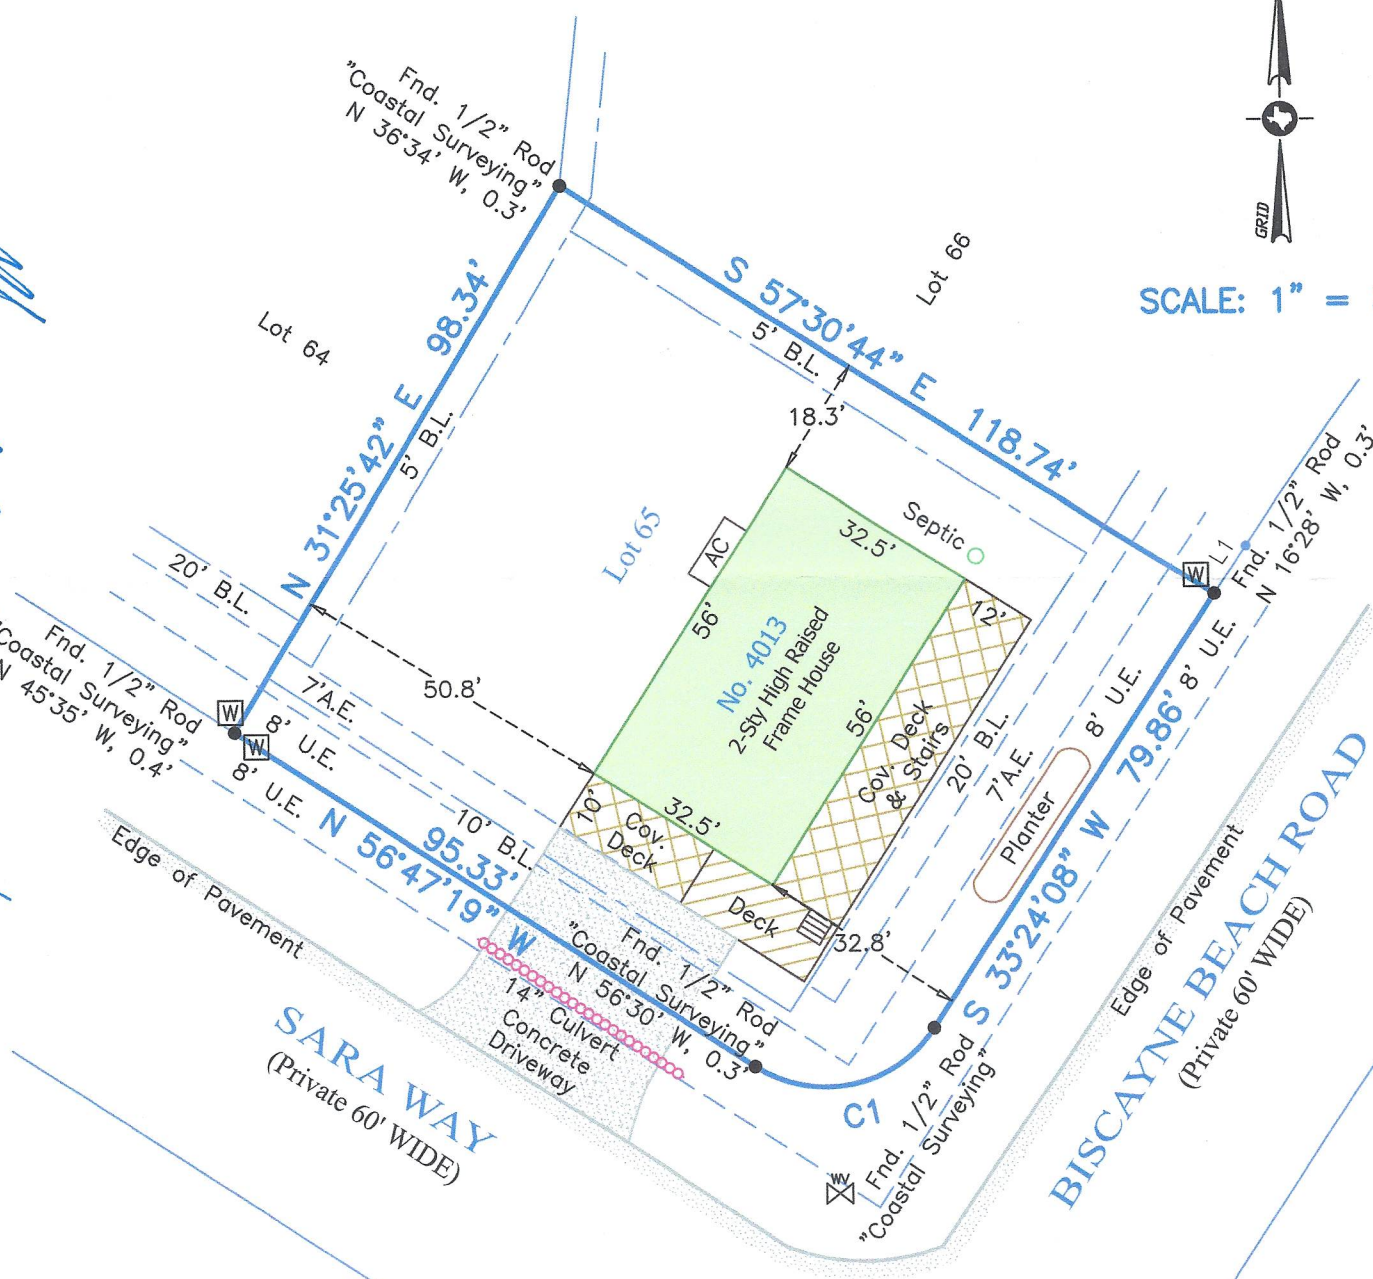 Fnd. 1/2" Rod
"Coastal Surveying"
N 36°34' W, 0.3'
GRID
SCALE: 1" =
Lot 66
Lot 64
S 57°30'44" E 118.74'
5' B.L.
N 31°25'42" E 98.34'
5' B.L.
18.3'
Lot 65
AC
32.5'
Septic
56'
No. 4013
2-Sty High Raised
Frame House
56'
12'
Cov. Deck
& Stairs
W
L1
Fnd. 1/2" Rod
N 16°28' W, 0.3'
20' B.L.
7'A.E.
8' U.E.
8' U.E.
Planter
S 33°24'08" W 79.86'
20' B.L.
Fnd. 1/2" Rod
"Coastal Surveying"
N 45°35' W, 0.4'
W
W
7'A.E.
8' U.E.
8' U.E.
50.8'
10' B.L.
N 56°47'19" W
95.33'
10'
Cov.
Deck
32.5'
Deck
32.8'
Fnd. 1/2" Rod
"Coastal Surveying"
N 56°30' W, 0.3'
14" Culvert
Concrete
Driveway
C1
Fnd. 1/2" Rod
"Coastal Surveying"
WV
Edge of Pavement
SARA WAY
(Private 60' WIDE)
Edge of Pavement
BISCAYNE BEACH ROAD
(Private 60' WIDE)